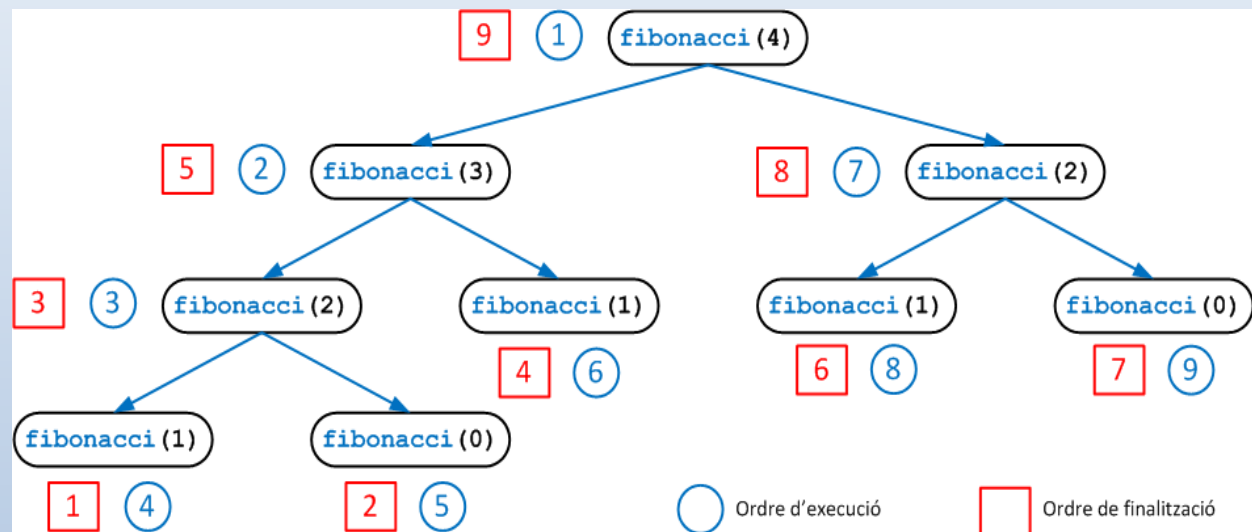 9 1 fibonacci(4)
5 2 fibonacci(3)
8 7 fibonacci(2)
3 3 fibonacci(2)
fibonacci(1)
4 6
fibonacci(1)
6 8
fibonacci(0)
7 9
fibonacci(1)
1 4
fibonacci(0)
2 5
Ordre d'execució
Ordre de finalització